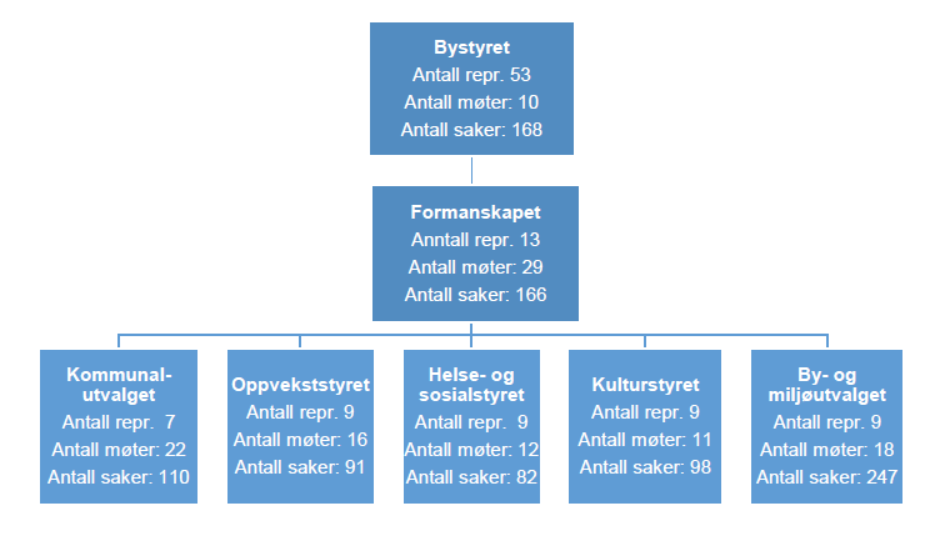 Bystyret
Antall repr. 53
Antall møter: 10
Antall saker: 168
Formanskapet
Anntall repr. 13
Antall møter: 29
Antall saker: 166
Kommunal-
utvalget
Antall repr.  7
Antall møter: 22
Antall saker: 110
Oppvekststyret
Antall repr. 9
Antall møter: 16
Antall saker: 91
Helse- og
sosialstyret
Antall repr.  9
Antall møter: 12
Antall saker: 82
Kulturstyret
Antall repr. 9
Antall møter: 11
Antall saker: 98
By- og
miljøutvalget
Antall repr. 9
Antall møter: 18
Antall saker: 247